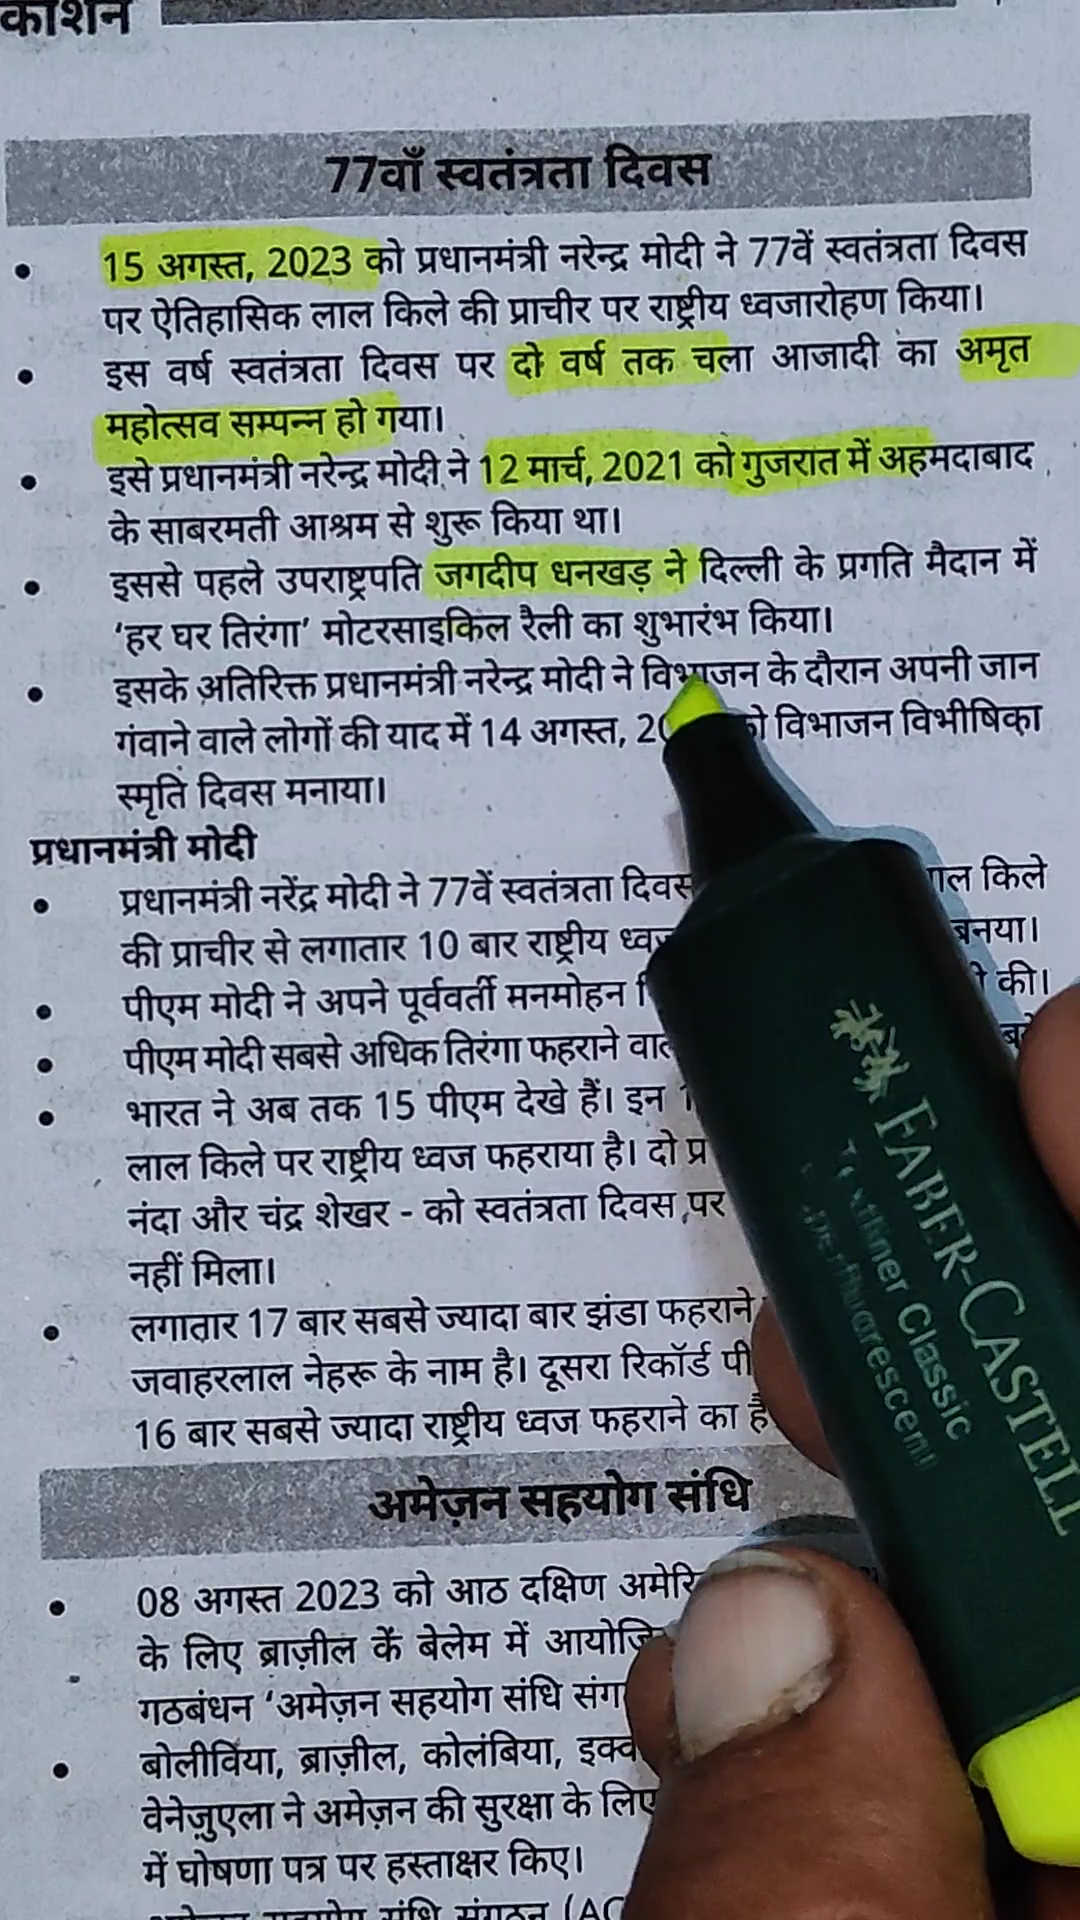 काशन
77वाँ स्वतंत्रता दिवस
• 15 अगस्त, 2023 को प्रधानमंत्री नरेन्द्र मोदी ने 77वें स्वतंत्रता दिवस
पर ऐतिहासिक लाल किले की प्राचीर पर राष्ट्रीय ध्वजारोहण किया।
• इस वर्ष स्वतंत्रता दिवस पर दो वर्ष तक चला आजादी का अमृत
महोत्सव सम्पन्न हो गया।
• इसे प्रधानमंत्री नरेन्द्र मोदी ने 12 मार्च, 2021 को गुजरात में अहमदाबाद
के साबरमती आश्रम से शुरू किया था।
• इससे पहले उपराष्ट्रपति जगदीप धनखड़ ने दिल्ली के प्रगति मैदान में
‘हर घर तिरंगा’ मोटरसाइकिल रैली का शुभारंभ किया।
• इसके अतिरिक्त प्रधानमंत्री नरेन्द्र मोदी ने विभाजन के दौरान अपनी जान
गंवाने वाले लोगों की याद में 14 अगस्त, को विभाजन विभीषिका
स्मृति दिवस मनाया।
प्रधानमंत्री मोदी
• प्रधानमंत्री नरेंद्र मोदी ने 77वें स्वतंत्रता दिवस लाल किले
की प्राचीर से लगातार 10 बार राष्ट्रीय बनया।
• पीएम मोदी ने अपने पूर्ववर्ती मनमोहन की।
• पीएम मोदी सबसे अधिक तिरंगा फहराने
• भारत ने अब तक 15 पीएम देखे हैं। इन
लाल किले पर राष्ट्रीय ध्वज फहराया है। दो
नंदा और चंद्र शेखर - को स्वतंत्रता दिवस पर
नहीं मिला।
• लगातार 17 बार सबसे ज्यादा बार झंडा फहराने
जवाहरलाल नेहरू के नाम है। दूसरा रिकॉर्ड
16 बार सबसे ज्यादा राष्ट्रीय ध्वज फहराने का
अमेज़न सहयोग संधि
• 08 अगस्त 2023 को आठ दक्षिण
के लिए ब्राज़ील के बेलेम में
गठबंधन ‘अमेज़न सहयोग संधि
• बोलीविया, ब्राज़ील, कोलंबिया,
वेनेज़ुएला ने अमेज़न की सुरक्षा के लिए
में घोषणा पत्र पर हस्ताक्षर किए।
FABER-CASTELL
Textliner Classic